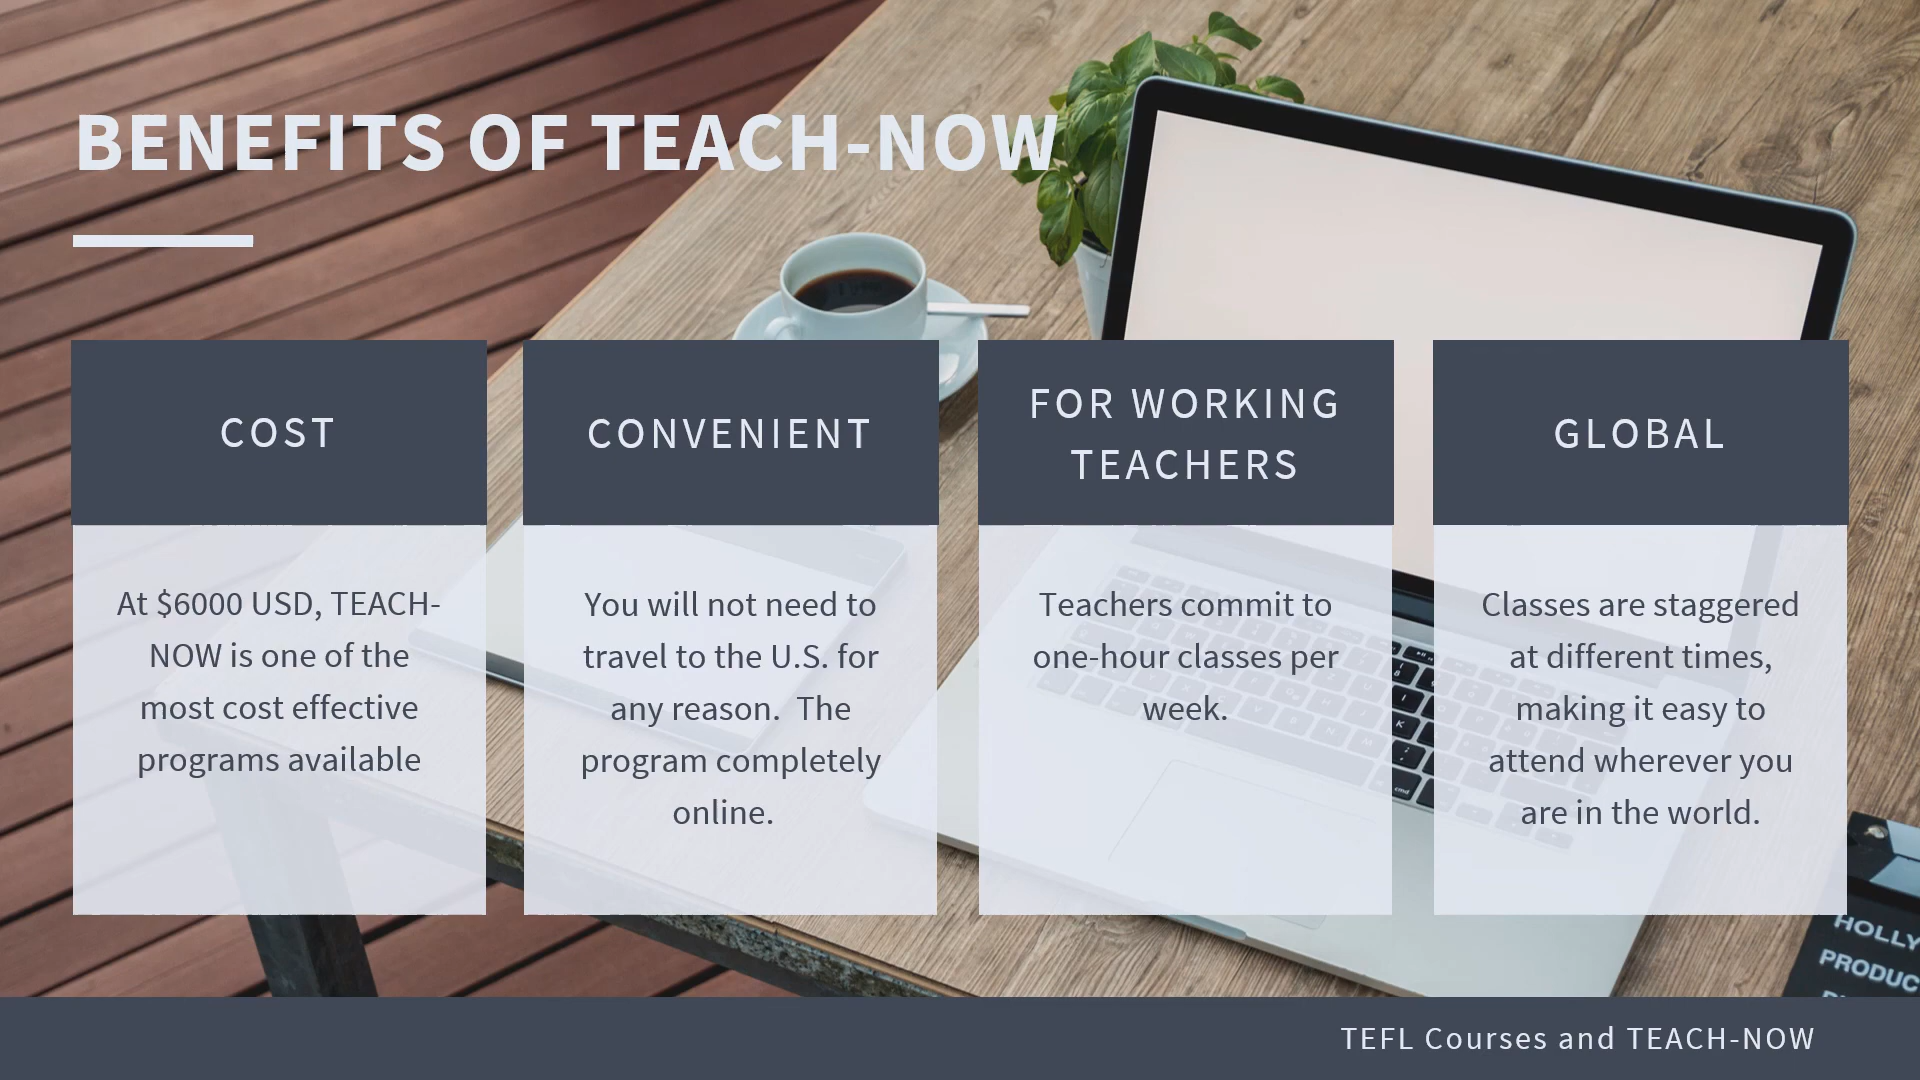 BENEFITS OF TEACH-NOW
COST
At $6000 USD, TEACH-
NOW is one of the
most cost effective
programs available
CONVENIENT
You will not need to
travel to the U.S. for
any reason.  The
program completely
online.
FOR WORKING
TEACHERS
Teachers commit to
one-hour classes per
week.
GLOBAL
Classes are staggered
at different times,
making it easy to
attend wherever you
are in the world.
TEFL Courses and TEACH-NOW